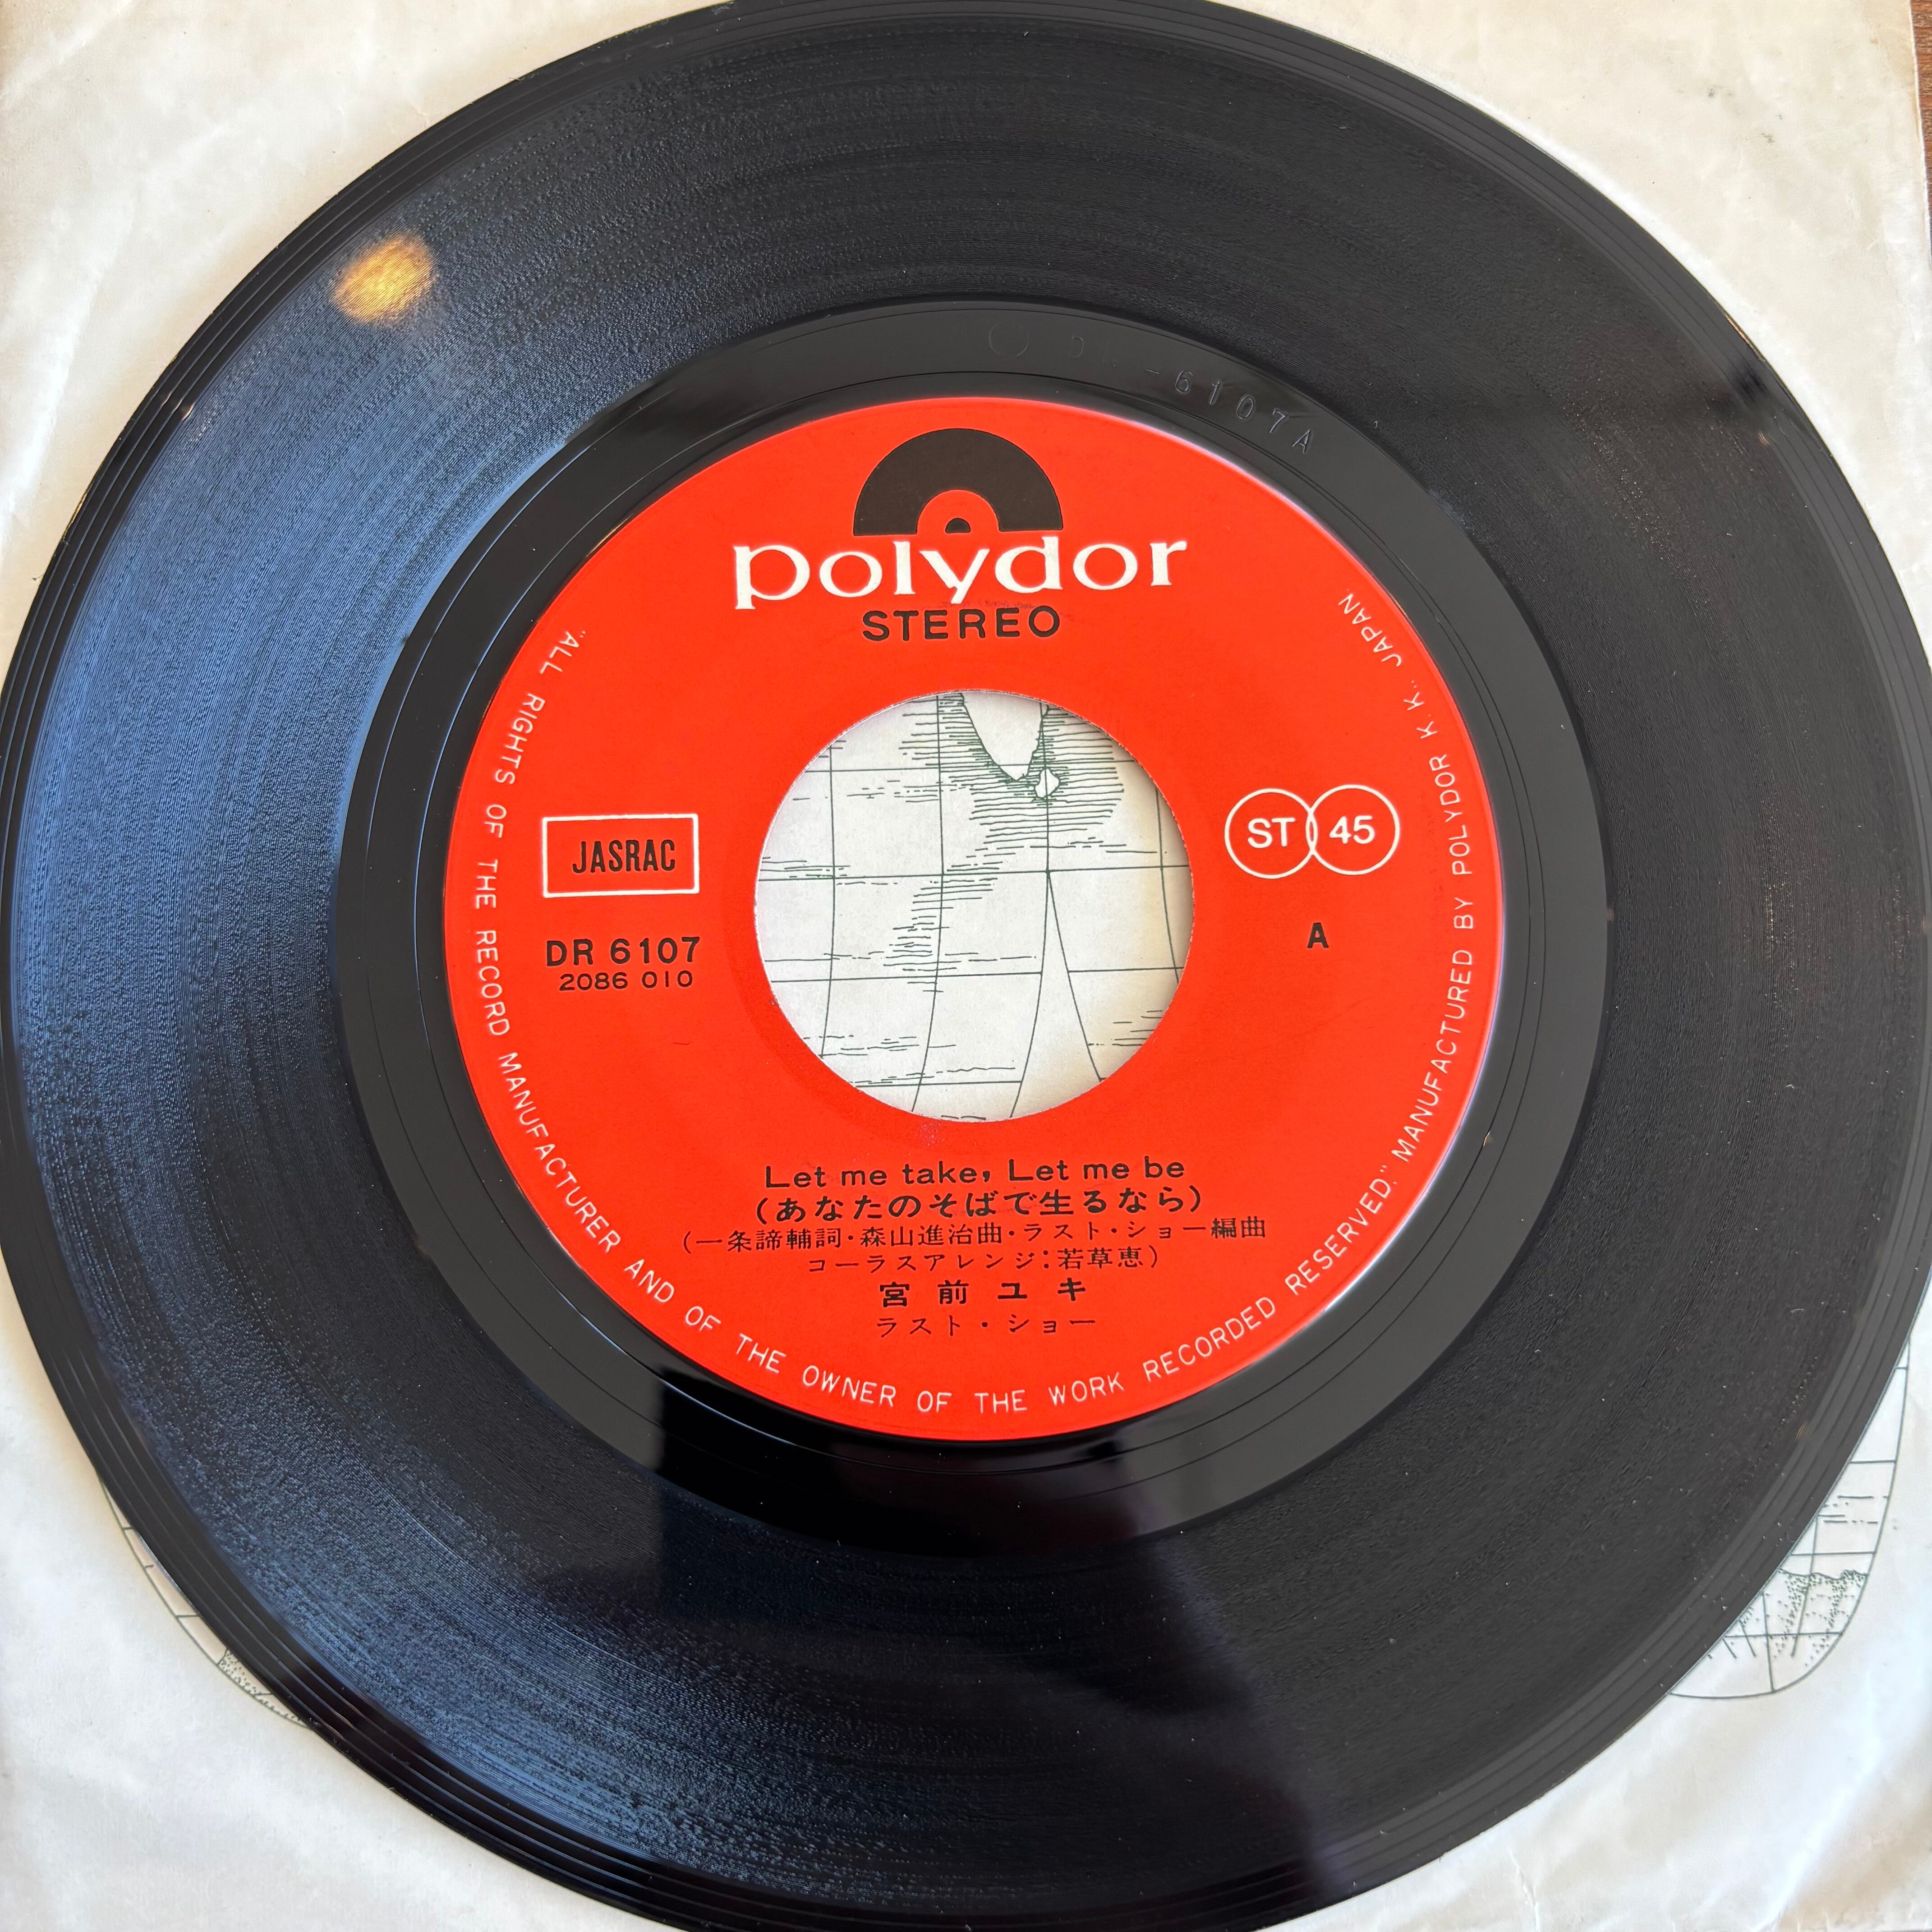 polydor
STEREO
JASRAC
DR 6107
2086 010
ST 45
A
Let me take, Let me be
(あなたのそばで生るなら)
(一条諦輔詞・森山進治曲・ラスト・ショー編曲
コーラスアレンジ:若草恵)
宮前ユキ
ラスト・ショー
"ALL RIGHTS OF THE RECORD MANUFACTURER AND OF THE OWNER OF THE WORK RECORDED RESERVED." MANUFACTURED BY POLYDOR K. K., JAPAN
-6107A